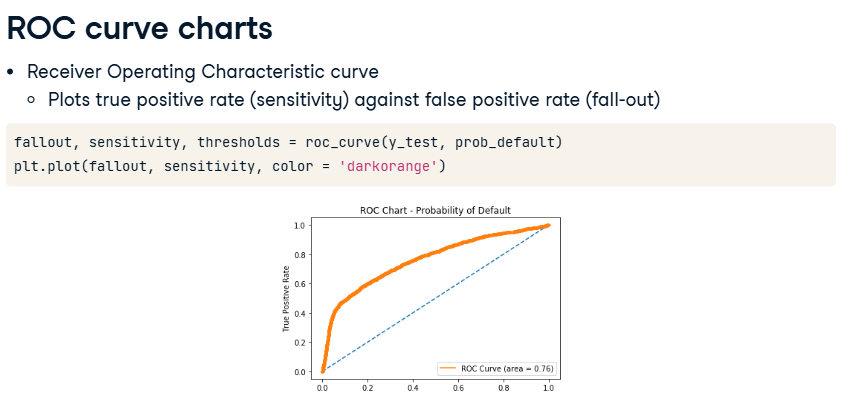 ROC curve charts
• Receiver Operating Characteristic curve
○ Plots true positive rate (sensitivity) against false positive rate (fall-out)
fallout, sensitivity, thresholds = roc_curve(y_test, prob_default)
plt.plot(fallout, sensitivity, color = 'darkorange')
ROC Chart - Probability of Default
1.0
0.8
0.6
0.4
0.2
0.0
True Positive Rate
ROC Curve (area = 0.76)
0.0 0.2 0.4 0.6 0.8 1.0